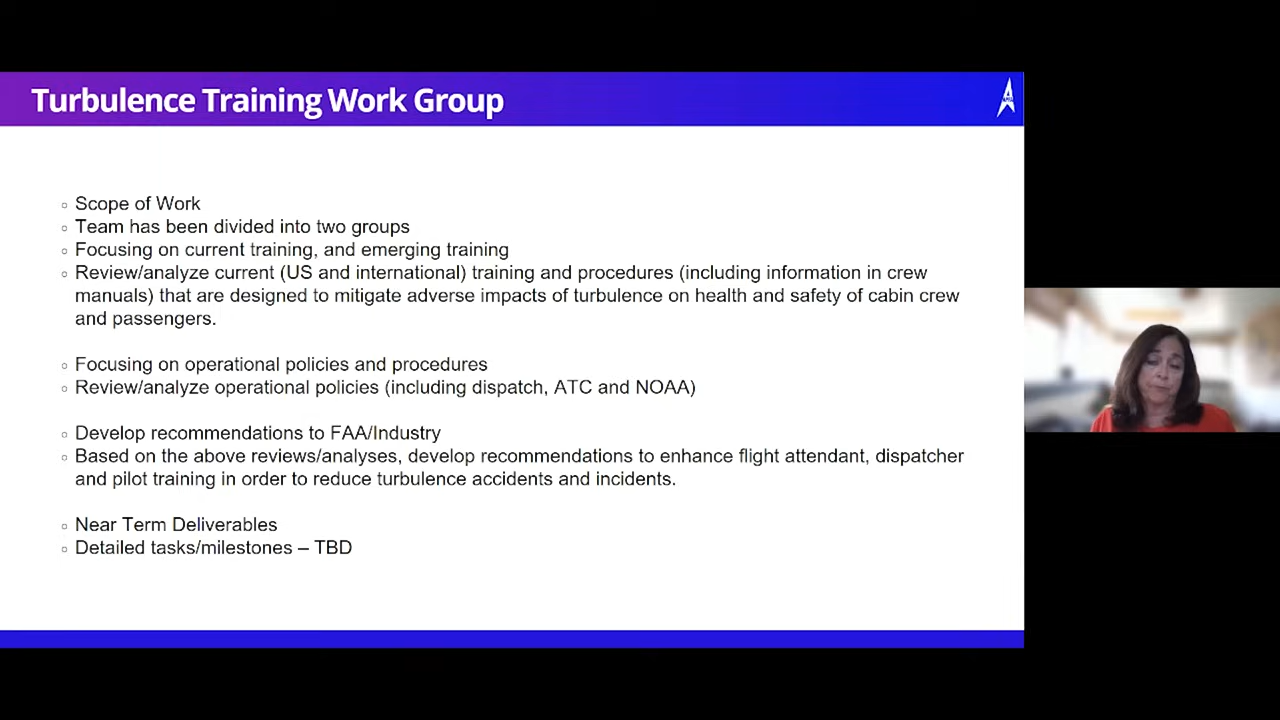 Turbulence Training Work Group
Scope of Work
Team has been divided into two groups
Focusing on current training, and emerging training
Review/analyze current (US and international) training and procedures (including information in crew
manuals) that are designed to mitigate adverse impacts of turbulence on health and safety of cabin crew
and passengers.
Focusing on operational policies and procedures
Review/analyze operational policies (including dispatch, ATC and NOAA)
Develop recommendations to FAA/Industry
Based on the above reviews/analyses, develop recommendations to enhance flight attendant, dispatcher
and pilot training in order to reduce turbulence accidents and incidents.
Near Term Deliverables
Detailed tasks/milestones – TBD